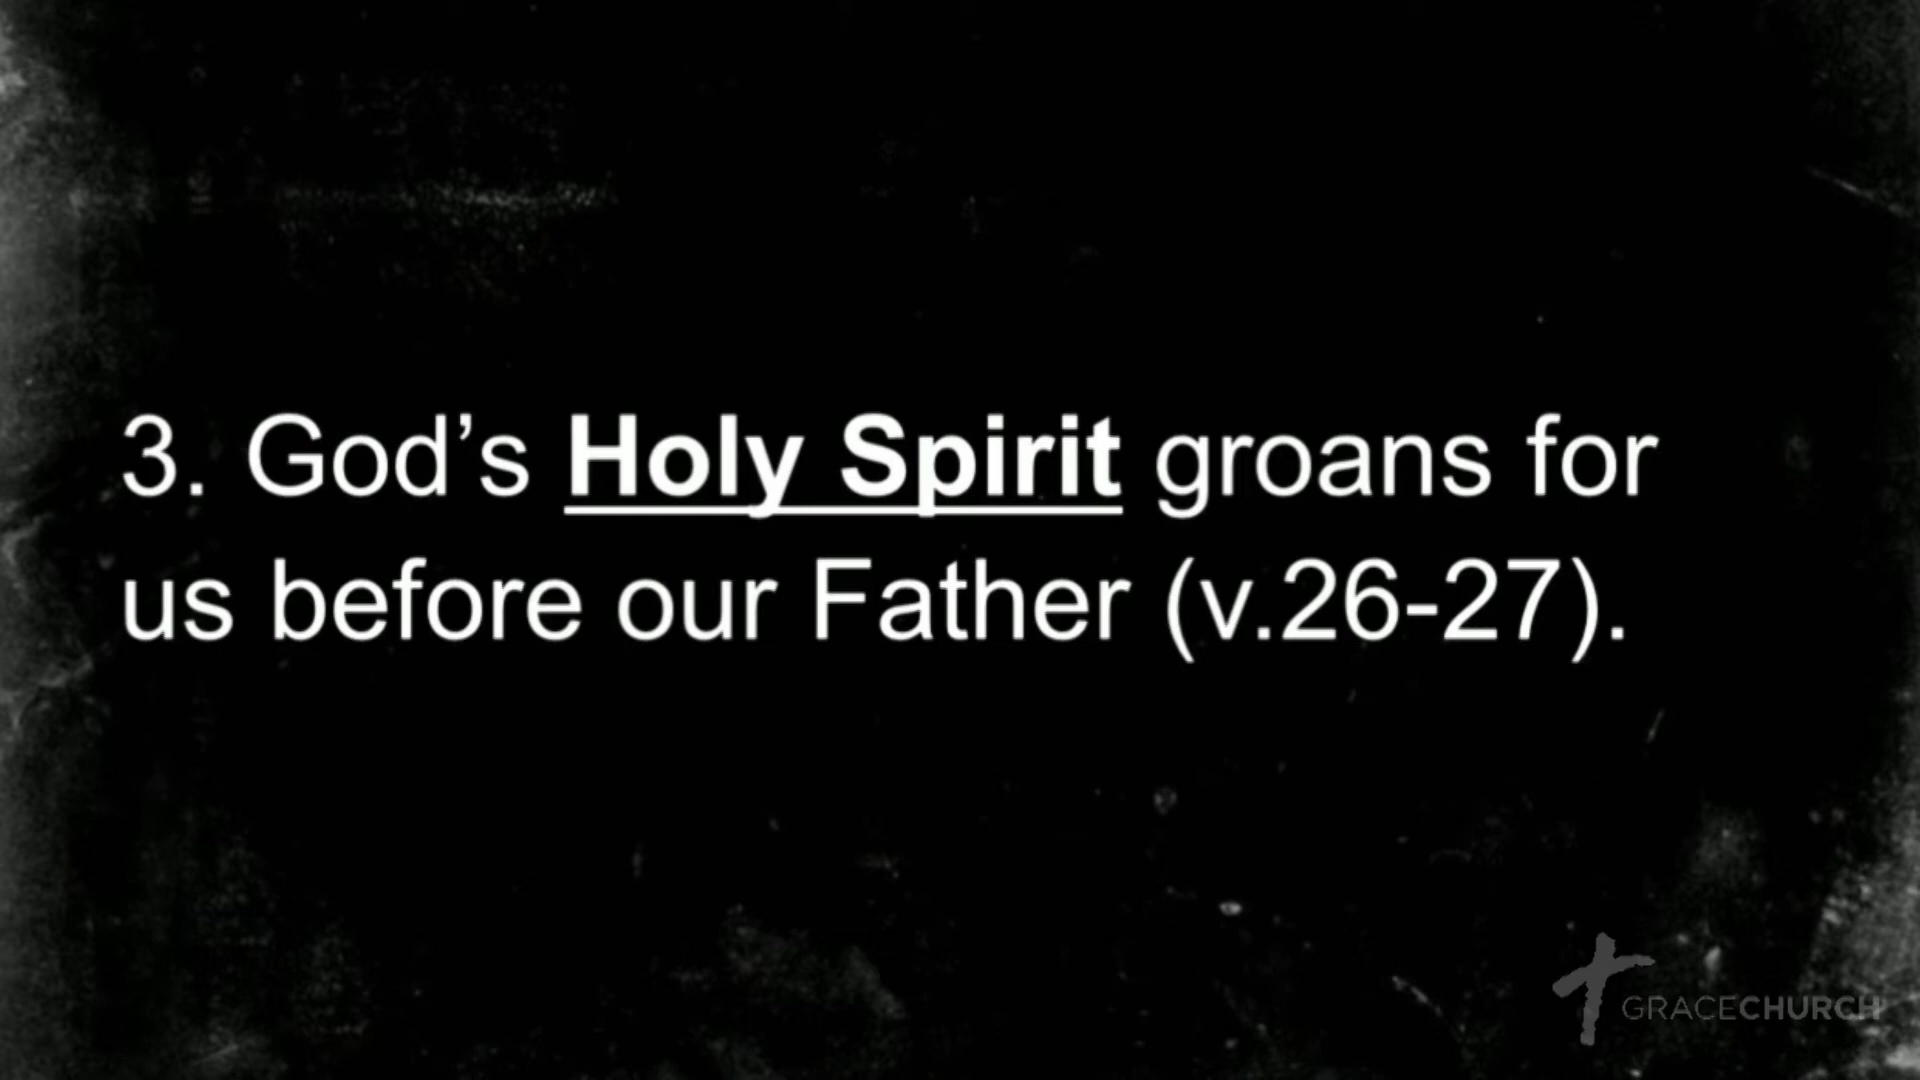 3. God’s Holy Spirit groans for
us before our Father (v.26-27).
GRACECHURCH